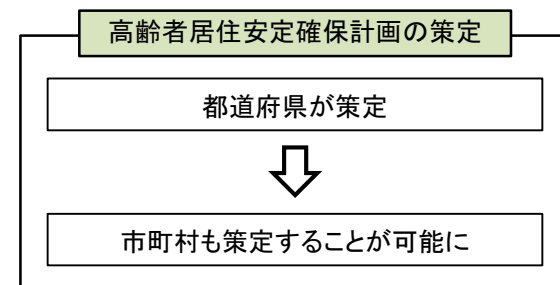 高齢者居住安定確保計画の策定
都道府県が策定
市町村も策定することが可能に